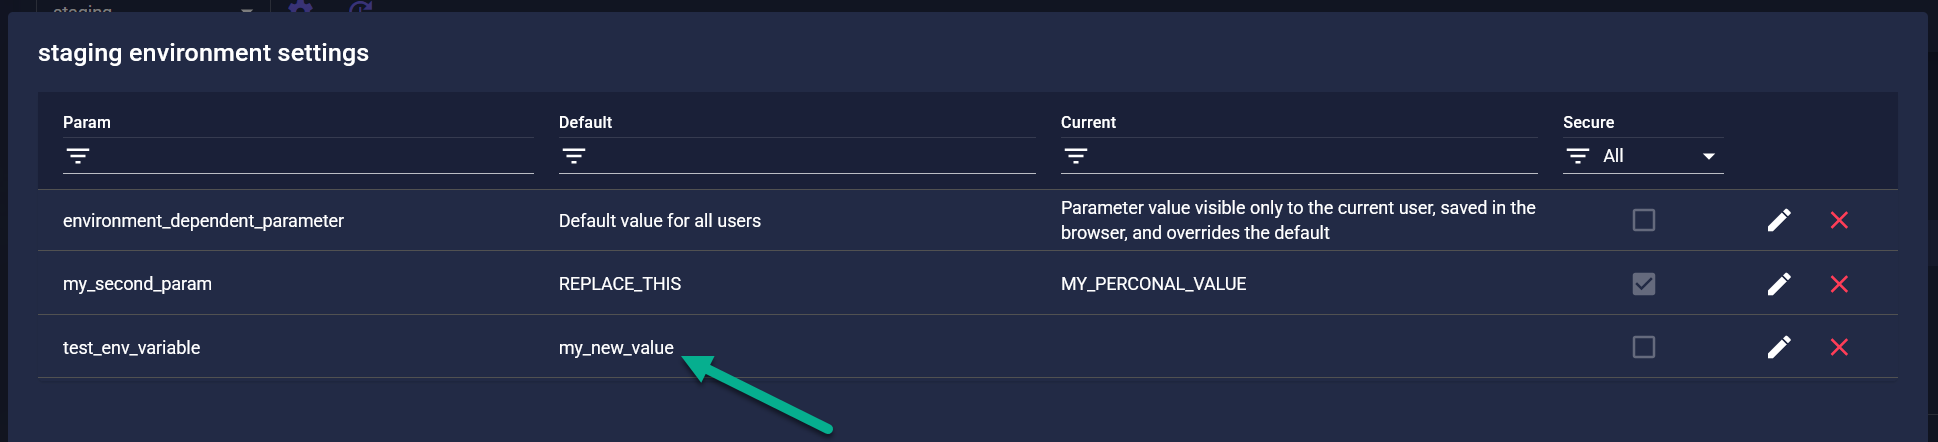 staging
staging environment settings
Param Default Current Secure
All
environment_dependent_parameter Default value for all users Parameter value visible only to the current user, saved in the
browser, and overrides the default
my_second_param REPLACE_THIS MY_PERCONAL_VALUE
test_env_variable my_new_value